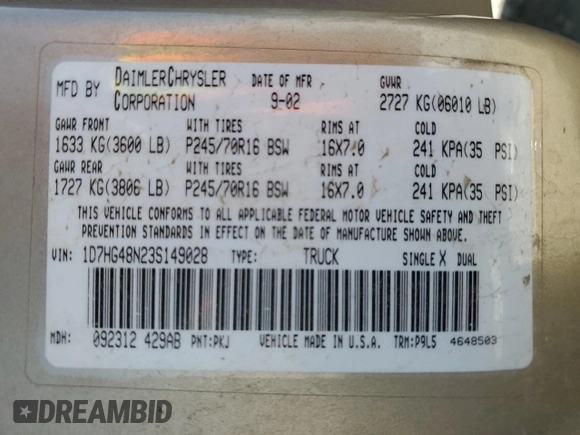 MFD BY DAIMLERCHRYSLER CORPORATION DATE OF MFR 9-02 GVWR 2727 KG(06010 LB)
GAWR FRONT WITH TIRES RIMS AT COLD
1633 KG(3600 LB) P245/70R16 BSW 16X7.0 241 KPA(35 PSI)
GAWR REAR WITH TIRES RIMS AT COLD
1727 KG(3806 LB) P245/70R16 BSW 16X7.0 241 KPA(35 PSI)
THIS VEHICLE CONFORMS TO ALL APPLICABLE FEDERAL MOTOR VEHICLE SAFETY AND THEFT
PREVENTION STANDARDS IN EFFECT ON THE DATE OF MANUFACTURE SHOWN ABOVE.
VIN: 1D7HG48N23S149028 TYPE: TRUCK SINGLE X DUAL
MDH: 092312 429AB PNT:PKJ VEHICLE MADE IN U.S.A. TRM:P9L5 4648503
DREAMBID